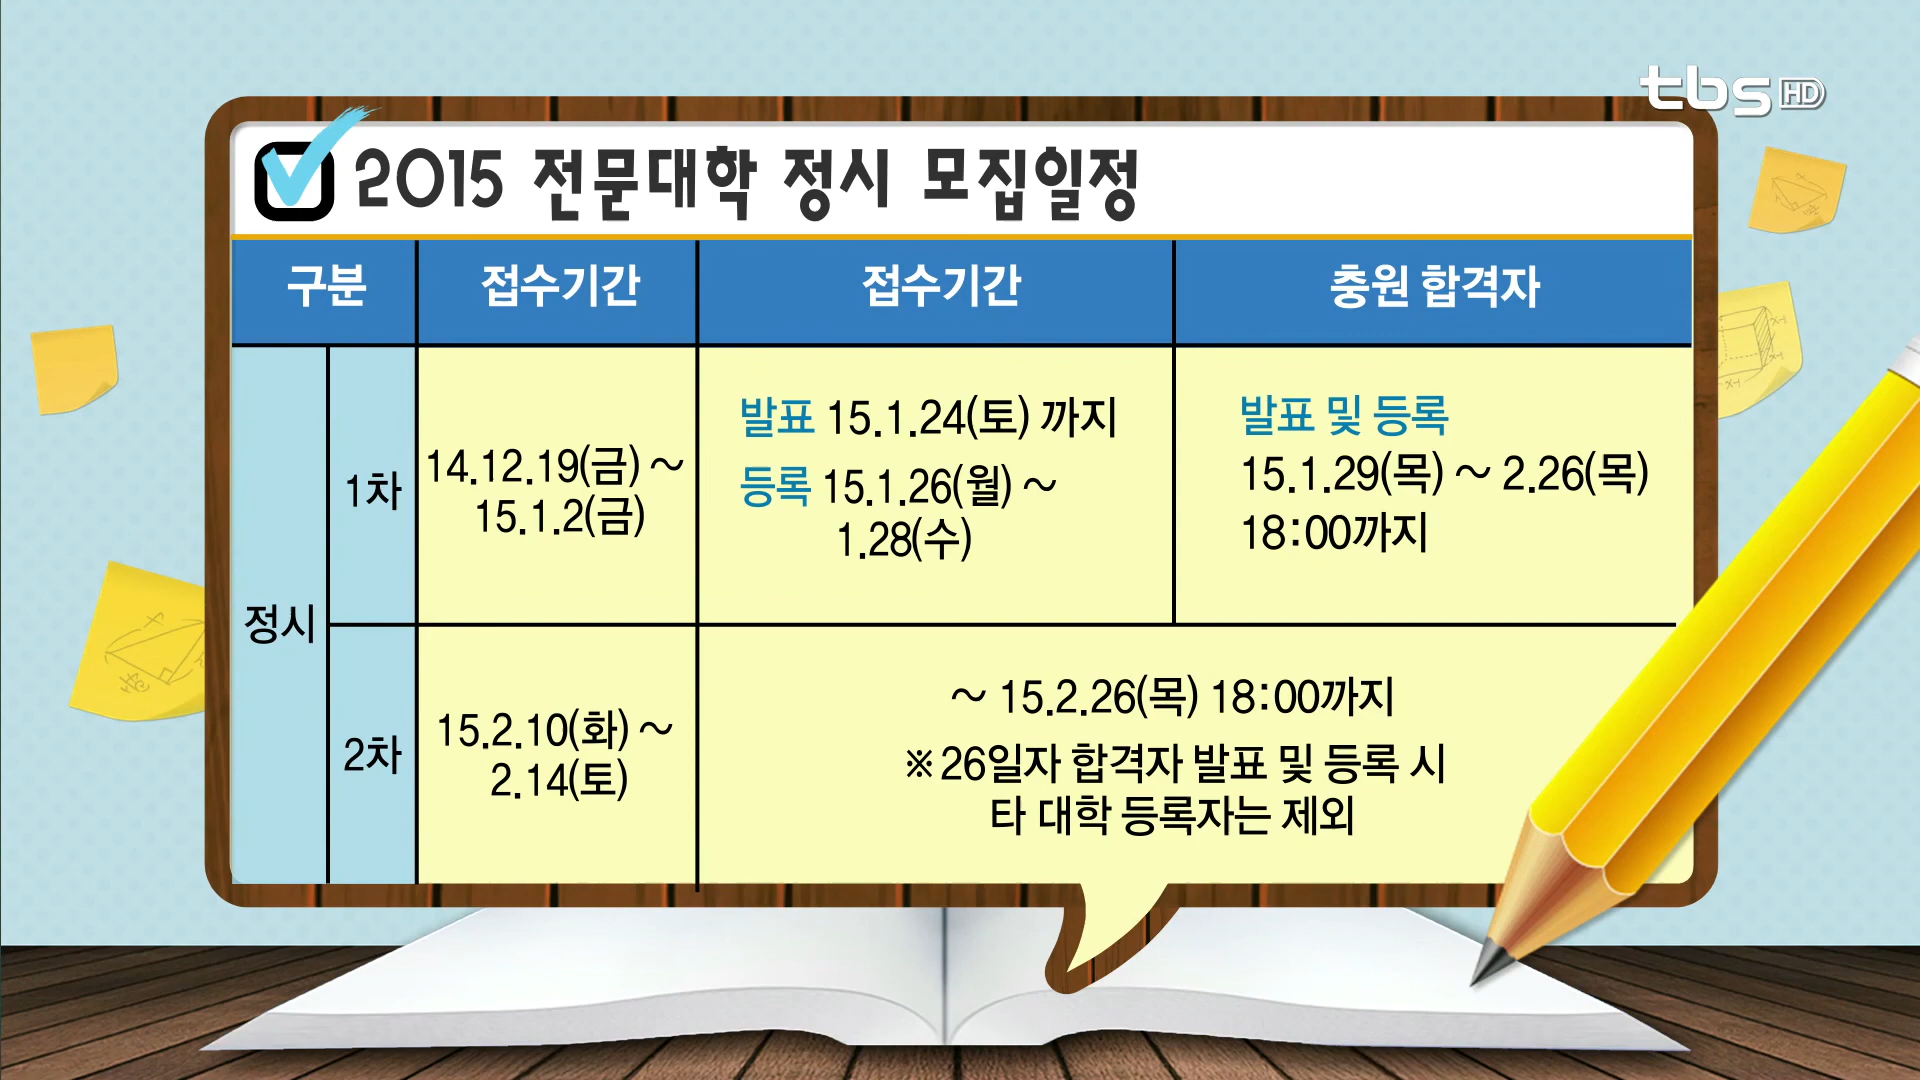 tbs HD
2015 전문대학 정시 모집일정
구분
접수기간
접수기간
충원 합격자
정시
1차
14.12.19(금) ~
15.1.2(금)
발표 15.1.24(토) 까지
등록 15.1.26(월) ~
1.28(수)
발표 및 등록
15.1.29(목) ~ 2.26(목)
18:00까지
2차
15.2.10(화) ~
2.14(토)
~ 15.2.26(목) 18:00까지
※26일자 합격자 발표 및 등록 시
타 대학 등록자는 제외